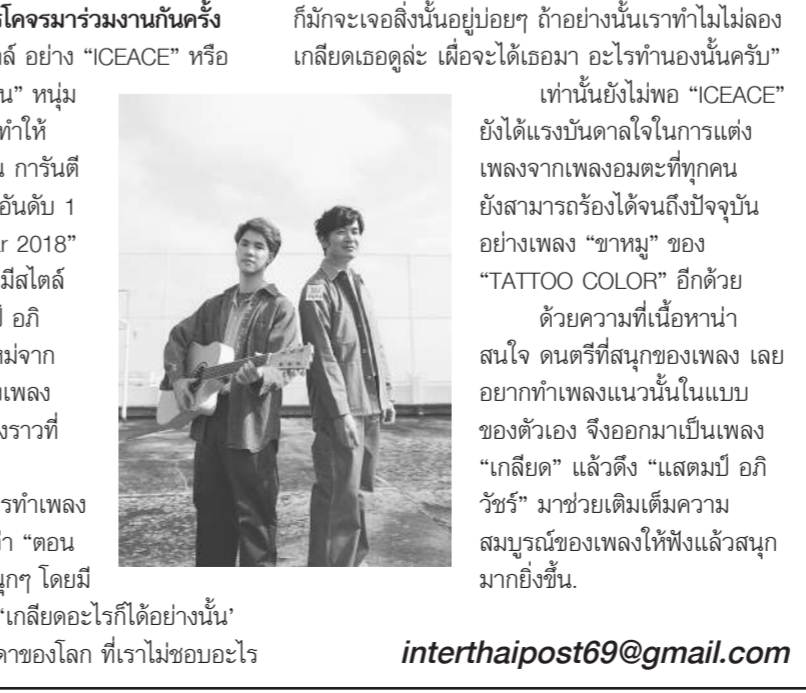 โคจรมาร่วมงานกันครั้ง
อย่าง “ICEACE” หรือ
น” หนุ่ม
ทำให้
การันตี
อันดับ 1
2018”
มีสไตล์
อภิ
จาก
เพลง
ราวที่
ทำเพลง
“ตอน
โดยมี
‘เกลียดอะไรก็ได้อย่างนั้น’
ของโลก ที่เราไม่ชอบอะไร
ก็มักจะเจอสิ่งนั้นอยู่บ่อยๆ ถ้าอย่างนั้นเราทำไมไม่ลอง
เกลียดเธอดูล่ะ เผื่อจะได้เธอมา อะไรทำนองนั้นครับ”
เท่านั้นยังไม่พอ “ICEACE”
ยังได้แรงบันดาลใจในการแต่ง
เพลงจากเพลงอมตะที่ทุกคน
ยังสามารถร้องได้จนถึงปัจจุบัน
อย่างเพลง “ขาหมู” ของ
“TATTOO COLOR” อีกด้วย
ด้วยความที่เนื้อหาน่า
สนใจ ดนตรีที่สนุกของเพลง เลย
อยากทำเพลงแนวนั้นในแบบ
ของตัวเอง จึงออกมาเป็นเพลง
“เกลียด” แล้วดึง “แสตมป์ อภิ
วัชร์” มาช่วยเติมเต็มความ
สมบูรณ์ของเพลงให้ฟังแล้วสนุก
มากยิ่งขึ้น.
interthaipost69@gmail.com